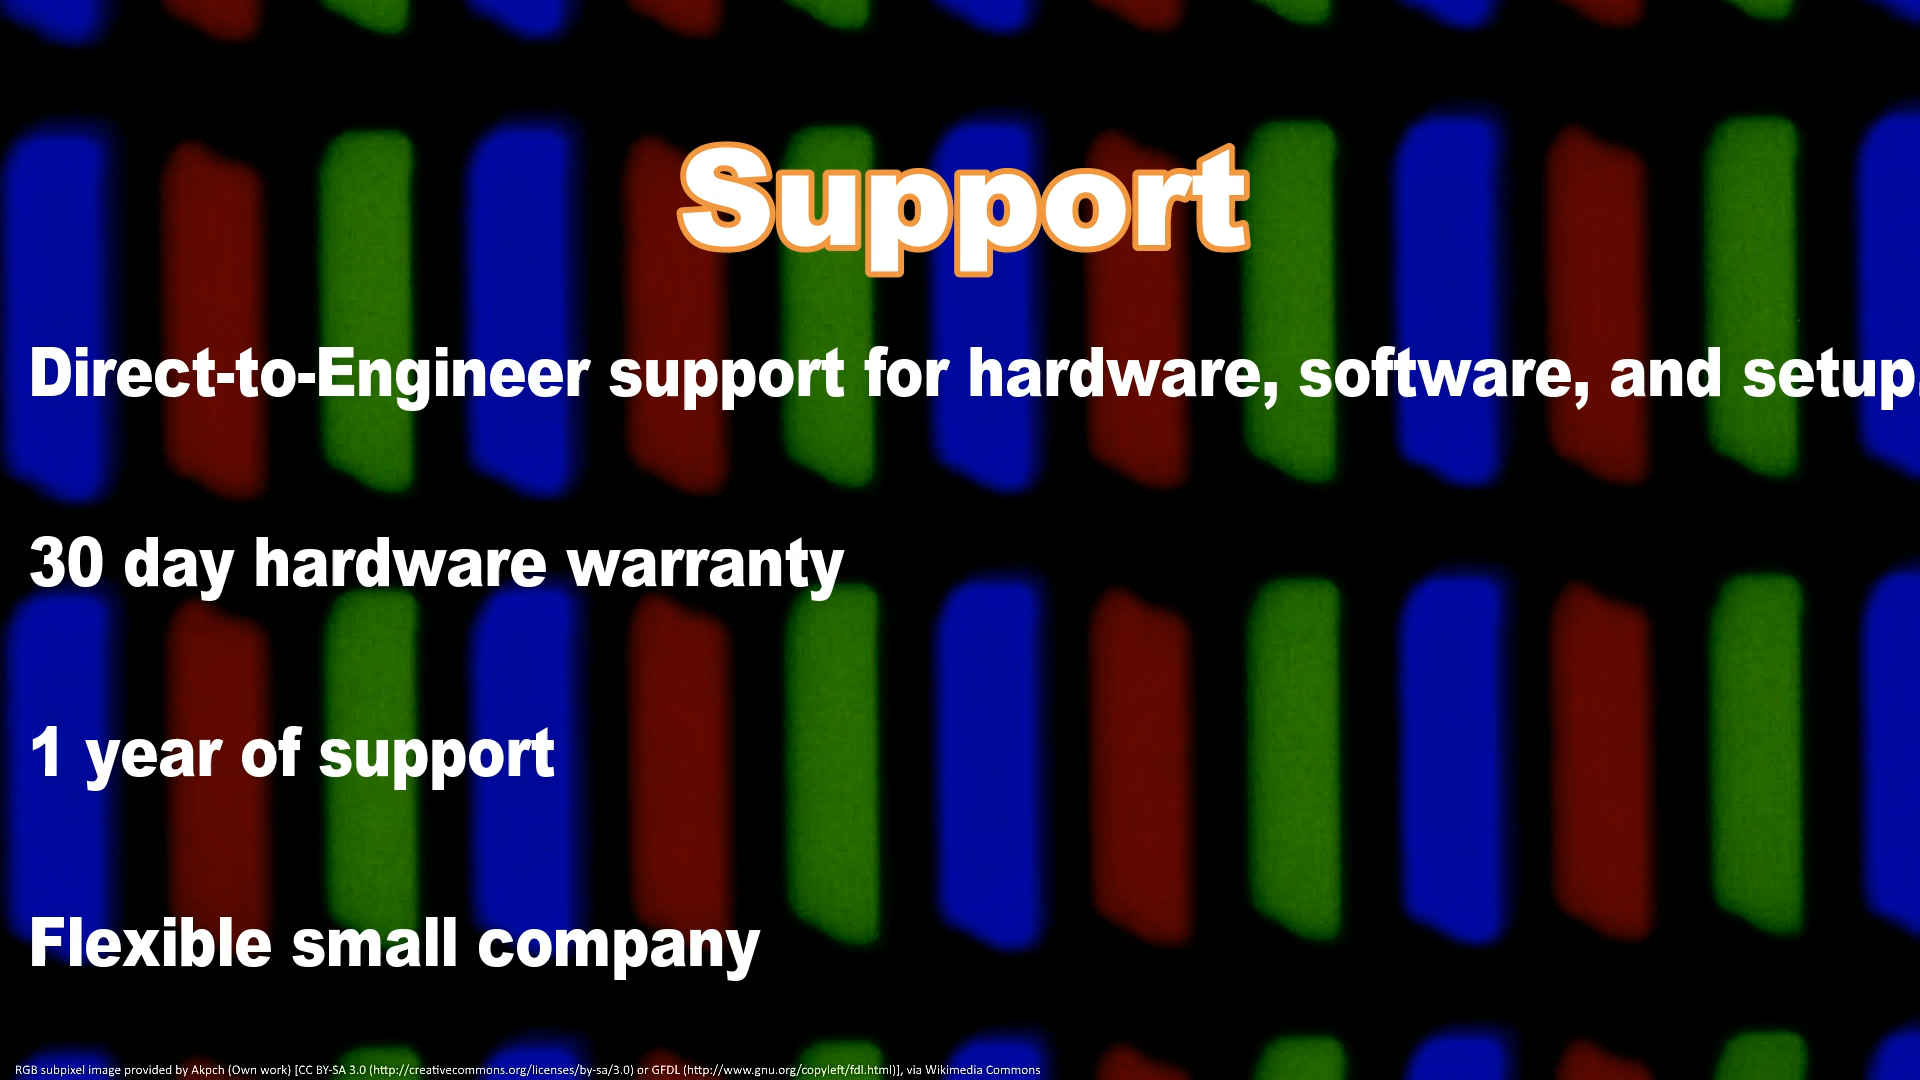 Support
Direct-to-Engineer support for hardware, software, and setup.
30 day hardware warranty
1 year of support
Flexible small company
RGB subpixel image provided by Akpch (Own work) [CC BY-SA 3.0 (http://creativecommons.org/licenses/by-sa/3.0) or GFDL (http://www.gnu.org/copyleft/fdl.html)], via Wikimedia Commons